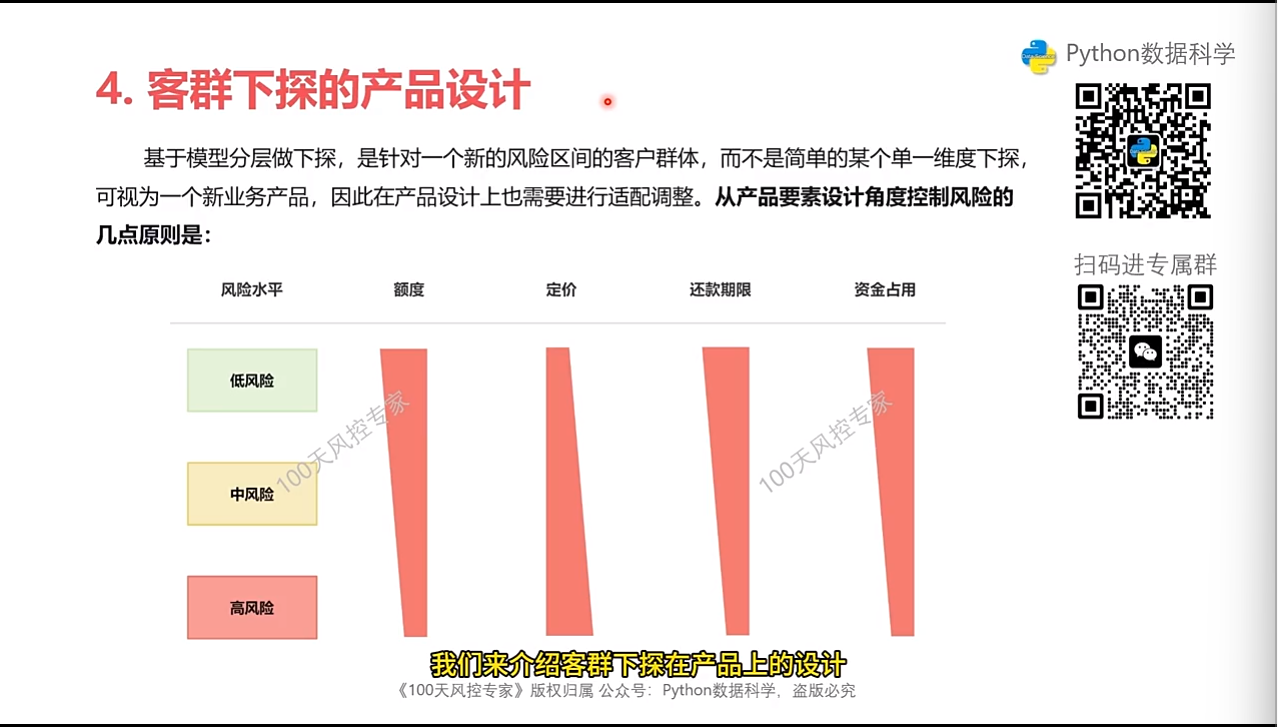 Python数据科学
4. 客群下探的产品设计
基于模型分层做下探，是针对一个新的风险区间的客户群体，而不是简单的某个单一维度下探，
可视为一个新业务产品，因此在产品设计上也需要进行适配调整。从产品要素设计角度控制风险的
几点原则是：
扫码进专属群
风险水平 额度 定价 还款期限 资金占用
低风险
100天风控专家 100天风控专家
中风险
高风险
我们来介绍客群下探在产品上的设计
《100天风控专家》版权归属 公众号：Python数据科学，盗版必究